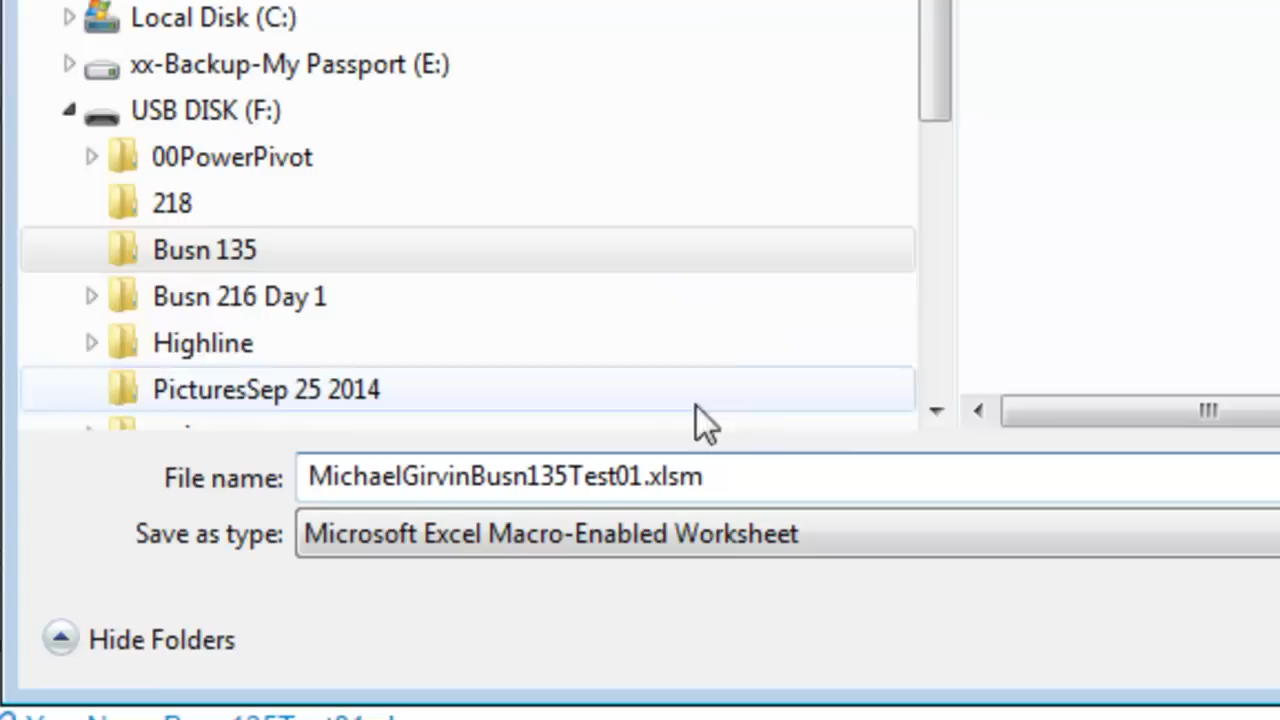 Local Disk (C:)
xx-Backup-My Passport (E:)
USB DISK (F:)
00PowerPivot
218
Busn 135
Busn 216 Day 1
Highline
PicturesSep 25 2014
File name: MichaelGirvinBusn135Test01.xlsm
Save as type: Microsoft Excel Macro-Enabled Worksheet
Hide Folders